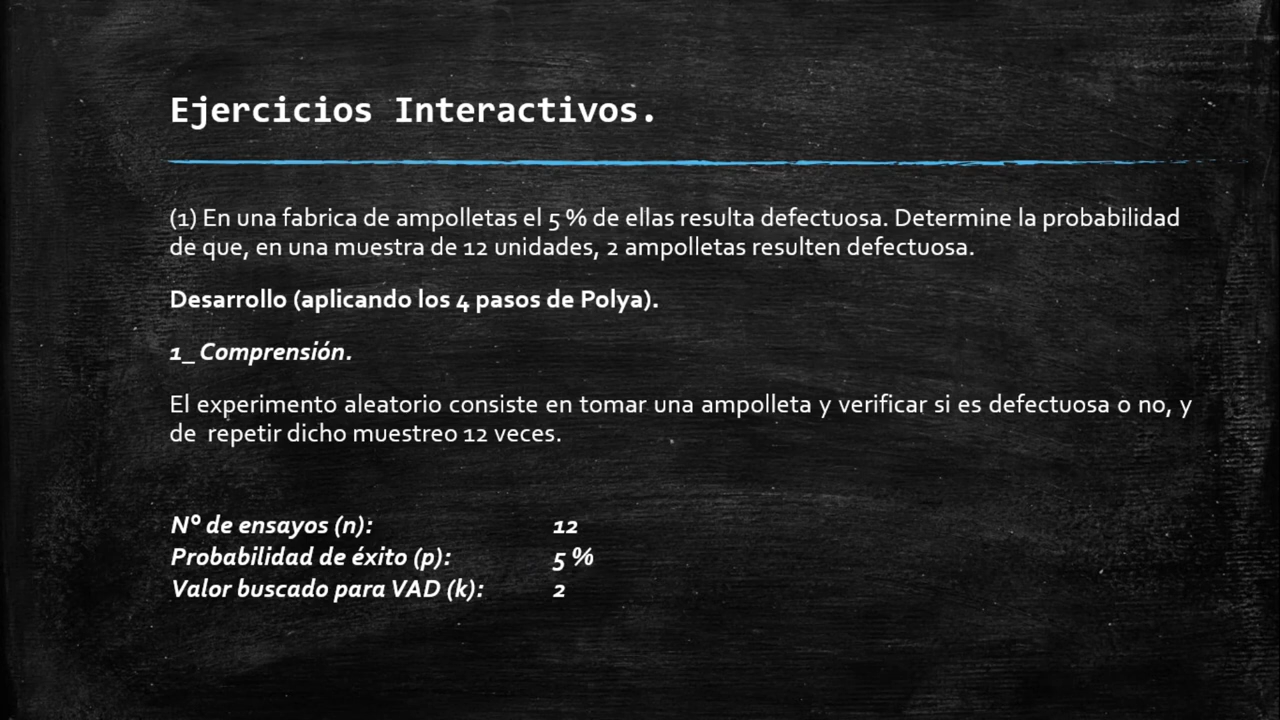 Ejercicios Interactivos.
(1) En una fabrica de ampolletas el 5 % de ellas resulta defectuosa. Determine la probabilidad
de que, en una muestra de 12 unidades, 2 ampolletas resulten defectuosa.
Desarrollo (aplicando los 4 pasos de Polya).
1_ Comprensión.
El experimento aleatorio consiste en tomar una ampolleta y verificar si es defectuosa o no, y
de repetir dicho muestreo 12 veces.
N° de ensayos (n): 12
Probabilidad de éxito (p): 5 %
Valor buscado para VAD (k): 2